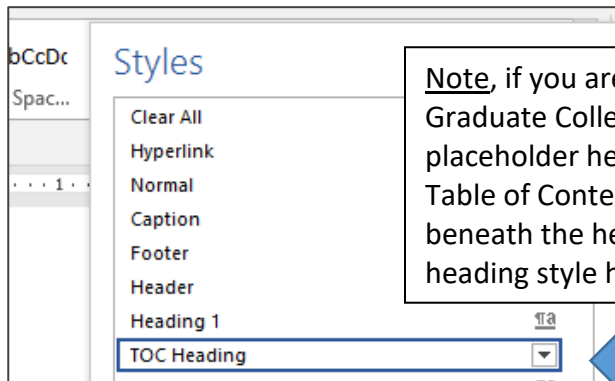 bCcDc
Spac...
1
Styles
Clear All
Hyperlink
Normal
Caption
Footer
Header
Heading 1 ¶a
TOC Heading
Note, if you are
Graduate Colle
placeholder he
Table of Conte
beneath the he
heading style h